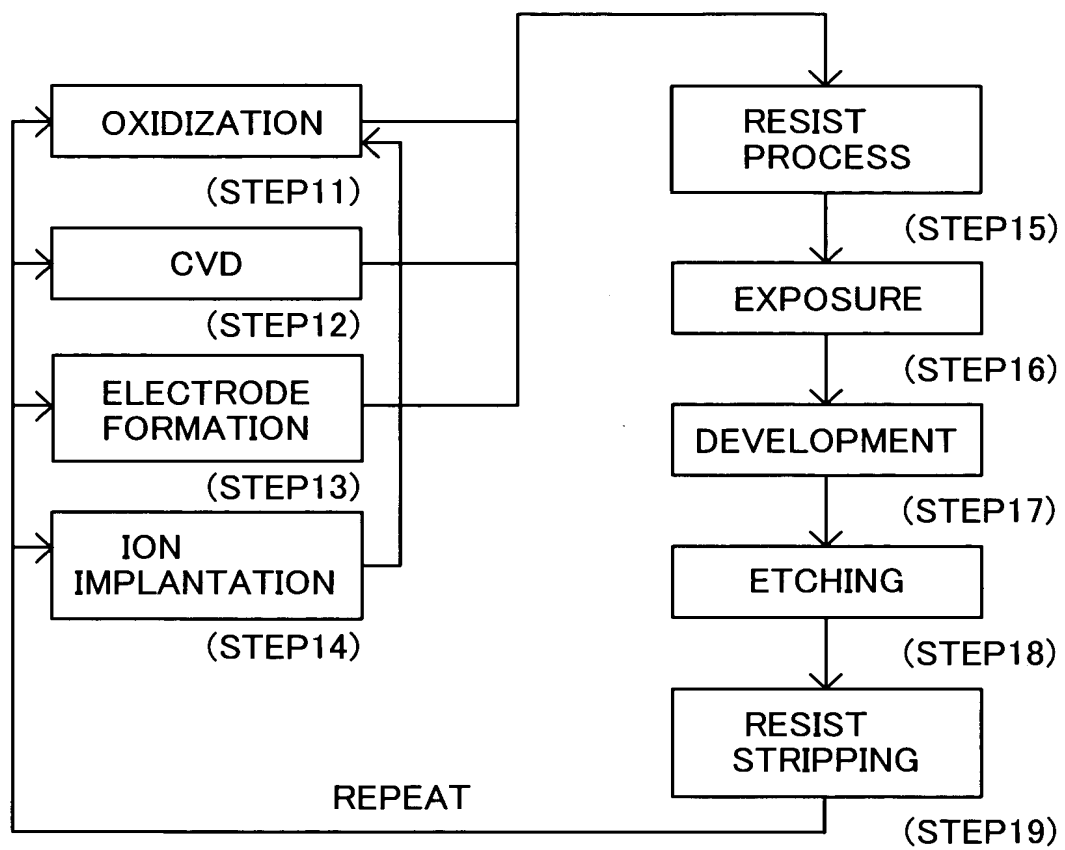 OXIDIZATION
(STEP11)
CVD
(STEP12)
ELECTRODE
FORMATION
(STEP13)
ION
IMPLANTATION
(STEP14)
RESIST
PROCESS
(STEP15)
EXPOSURE
(STEP16)
DEVELOPMENT
(STEP17)
ETCHING
(STEP18)
RESIST
STRIPPING
(STEP19)
REPEAT